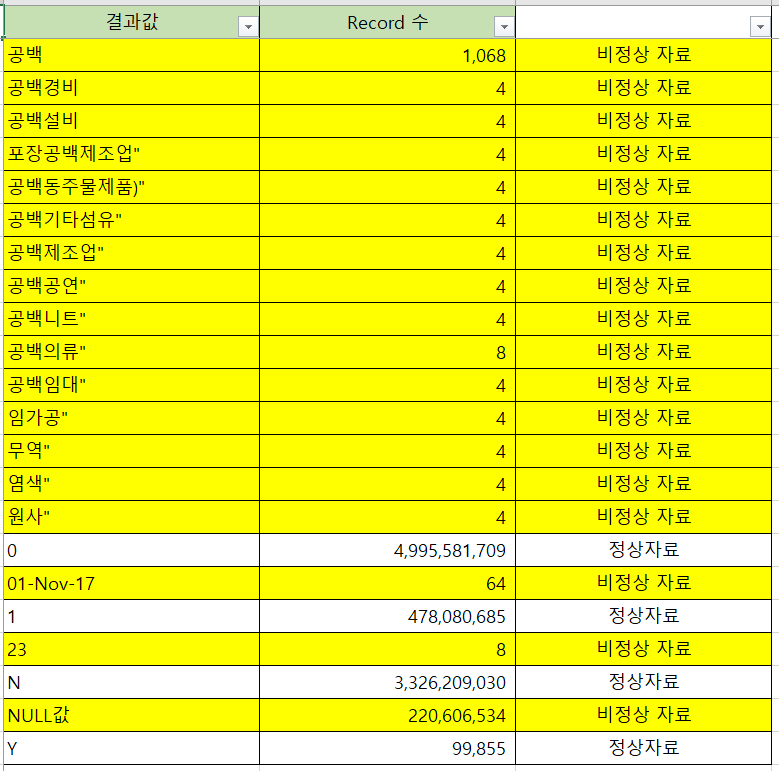 결과값 Record 수
공백 1,068 비정상 자료
공백경비 4 비정상 자료
공백설비 4 비정상 자료
포장공백제조업" 4 비정상 자료
공백동주물제품)" 4 비정상 자료
공백기타섬유" 4 비정상 자료
공백제조업" 4 비정상 자료
공백공연" 4 비정상 자료
공백니트" 4 비정상 자료
공백의류" 8 비정상 자료
공백임대" 4 비정상 자료
임가공" 4 비정상 자료
무역" 4 비정상 자료
염색" 4 비정상 자료
원사" 4 비정상 자료
0 4,995,581,709 정상자료
01-Nov-17 64 비정상 자료
1 478,080,685 정상자료
23 8 비정상 자료
N 3,326,209,030 정상자료
NULL값 220,606,534 비정상 자료
Y 99,855 정상자료